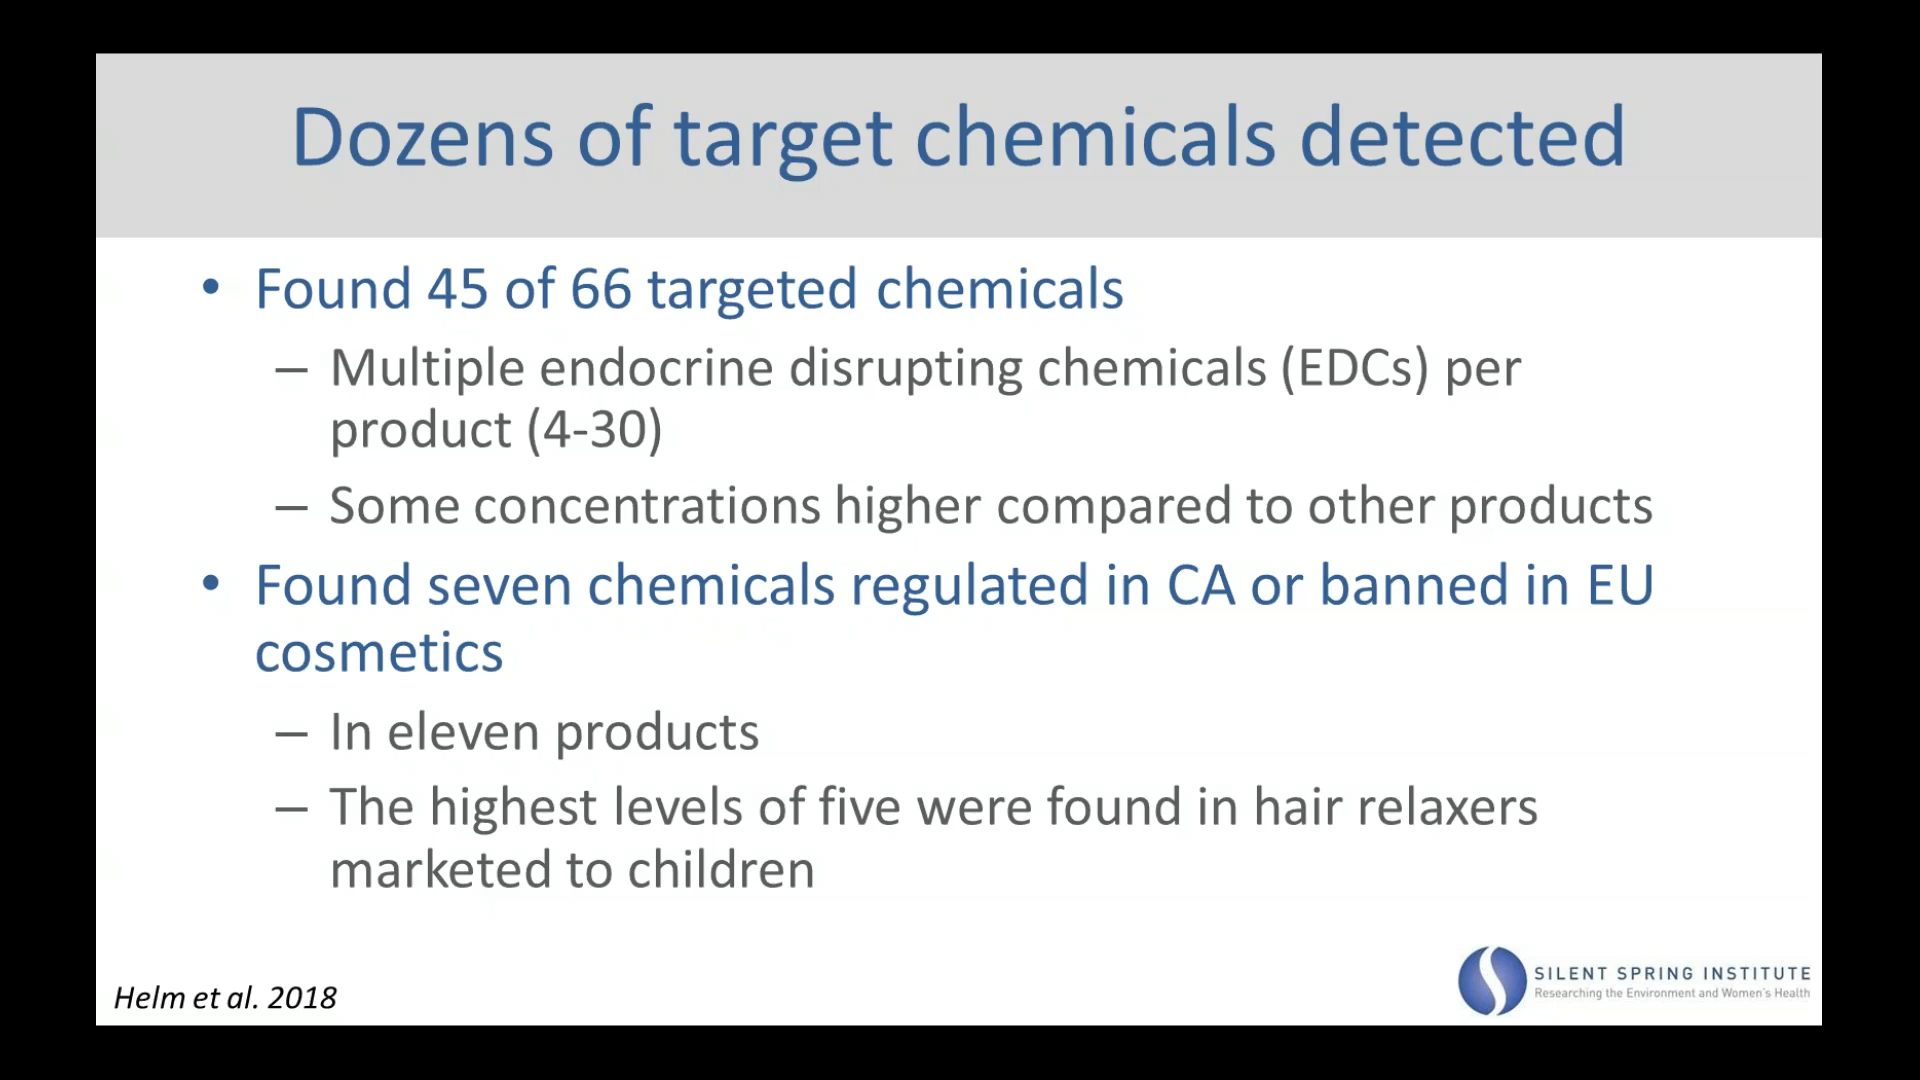 Dozens of target chemicals detected
• Found 45 of 66 targeted chemicals
– Multiple endocrine disrupting chemicals (EDCs) per
product (4-30)
– Some concentrations higher compared to other products
• Found seven chemicals regulated in CA or banned in EU
cosmetics
– In eleven products
– The highest levels of five were found in hair relaxers
marketed to children
Helm et al. 2018
SILENT SPRING INSTITUTE
Researching the Environment and Women's Health